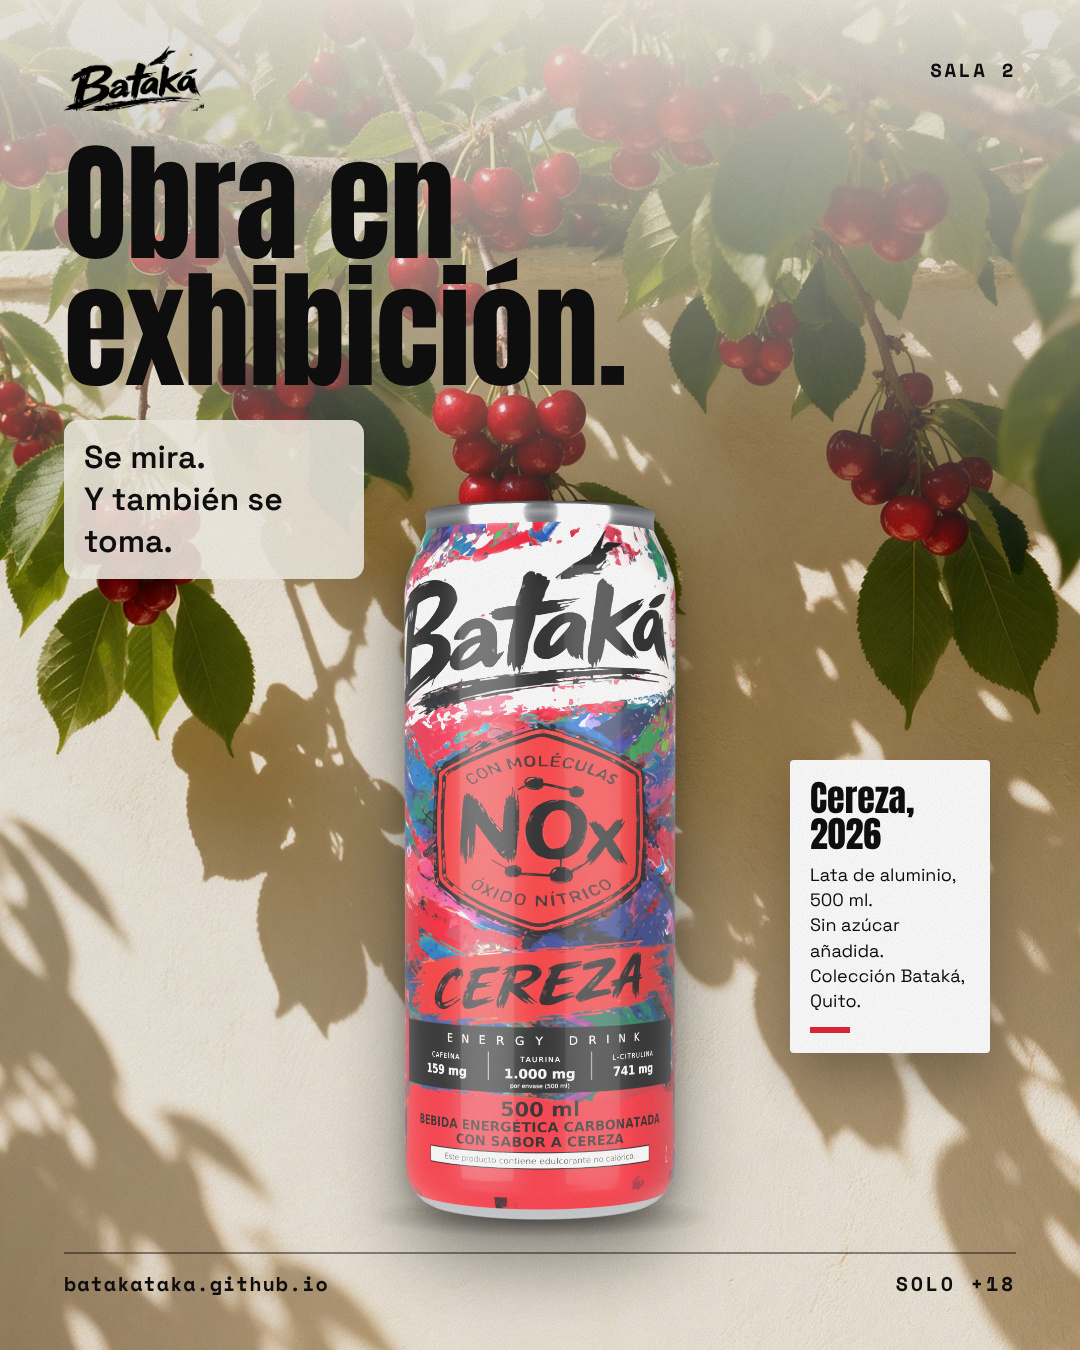 Bataká
SALA 2
Obra en
exhibición.
Se mira.
Y también se
toma.
Bataká
CON MOLÉCULAS
NOx
ÓXIDO NÍTRICO
CEREZA
ENERGY DRINK
CAFEÍNA
159 mg
TAURINA
1.000 mg
por envase (500 ml)
L-CITRULINA
741 mg
500 ml
BEBIDA ENERGÉTICA CARBONATADA
CON SABOR A CEREZA
Este producto contiene edulcorante no calórico.
Cereza,
2026
Lata de aluminio,
500 ml.
Sin azúcar
añadida.
Colección Bataká,
Quito.
batakataka.github.io
SOLO +18